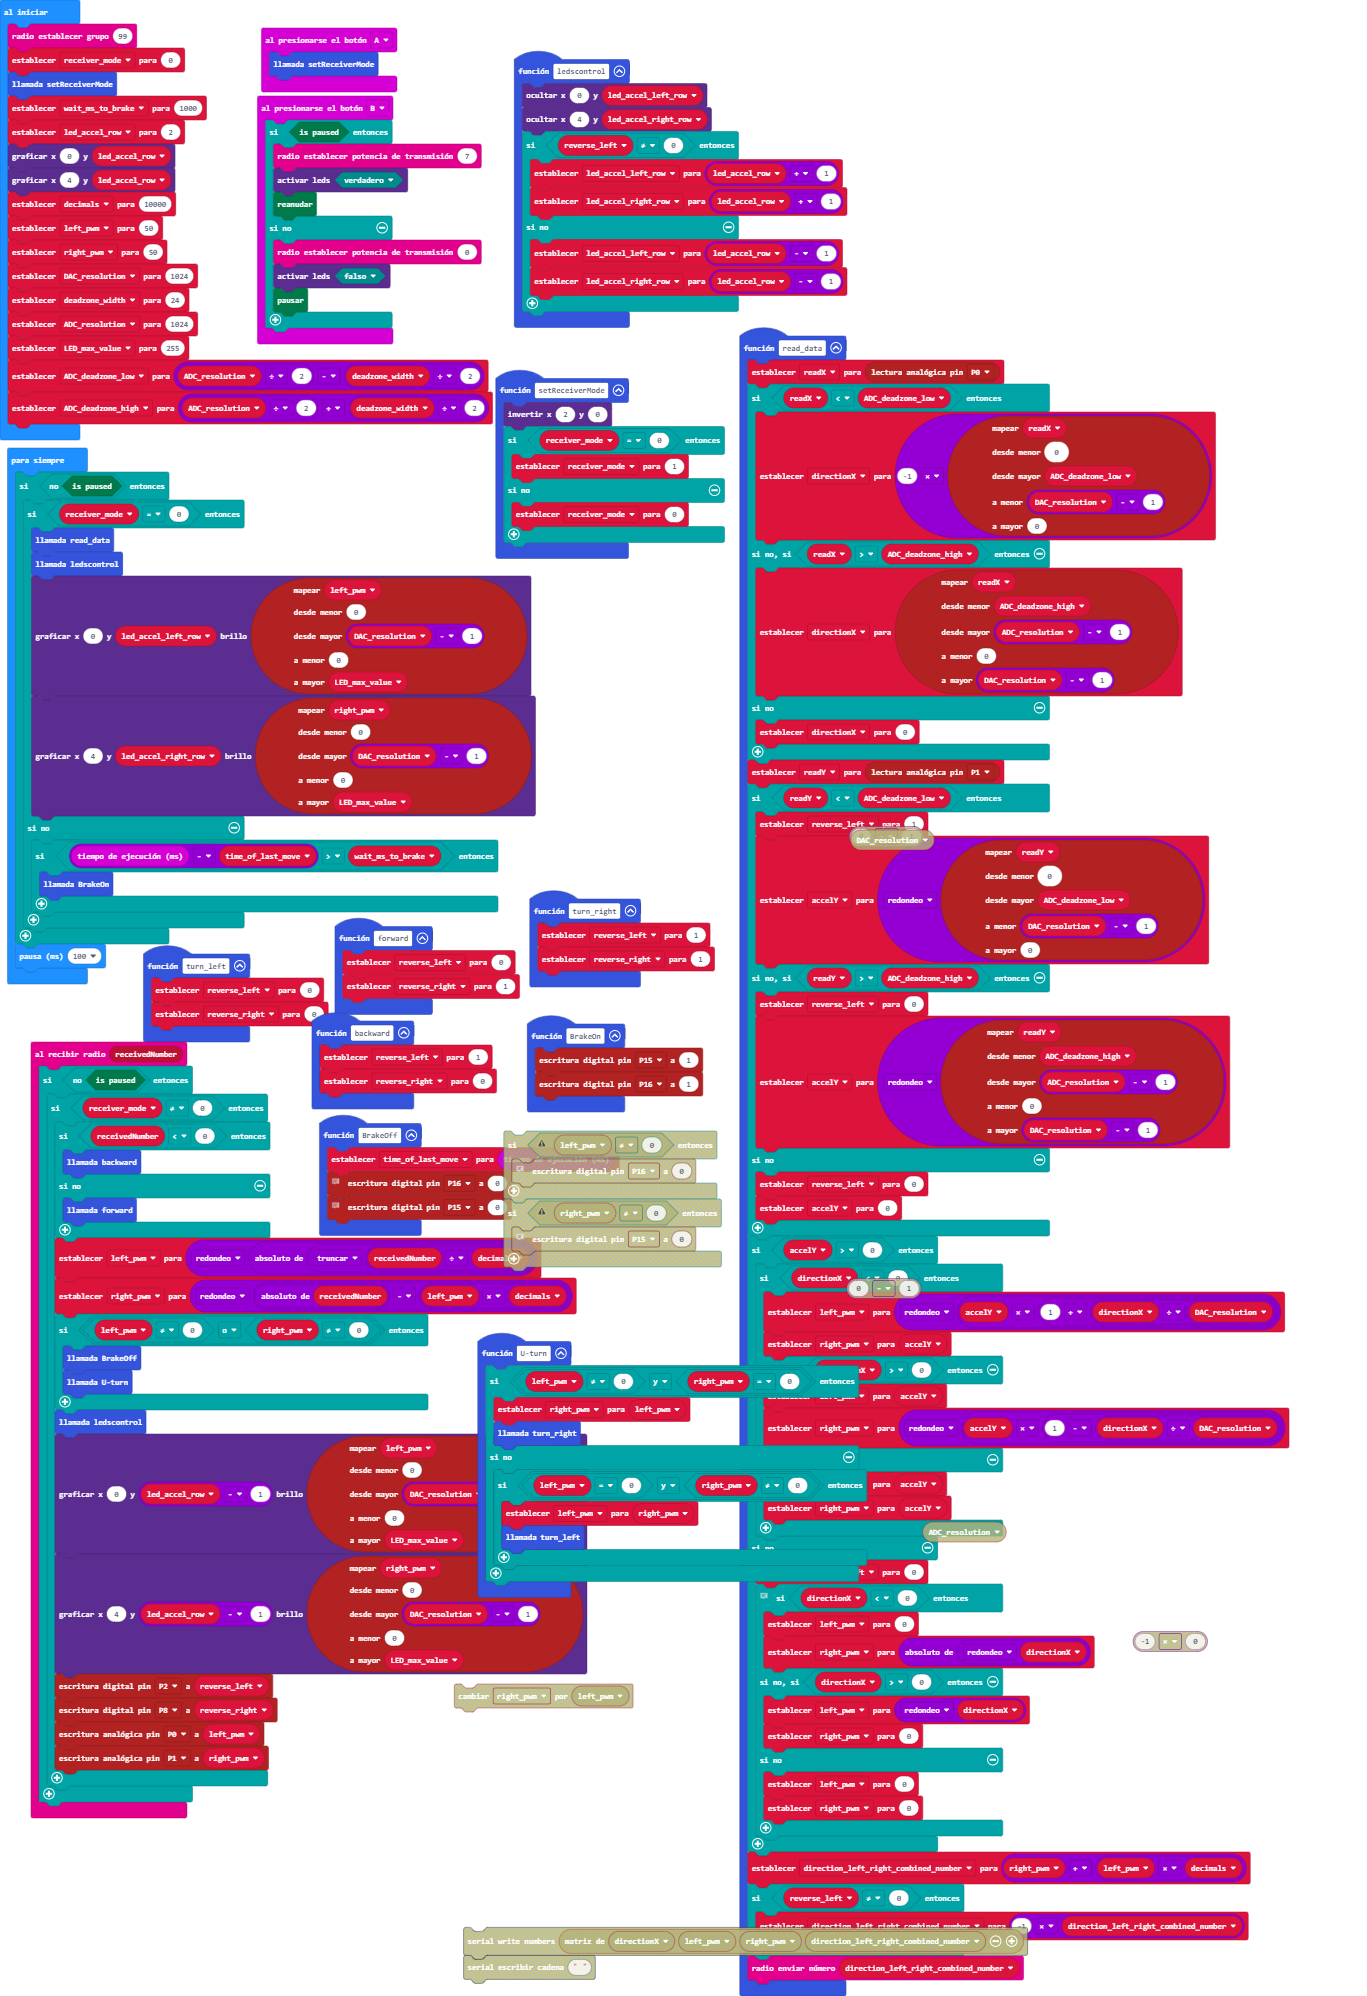 al iniciar
radio establecer grupo 99
establecer receiver_mode para 0
llamada setReceiverMode
establecer wait_ms_to_brake para 1000
establecer led_accel_row para 2
graficar x 0 y led_accel_row
graficar x 4 y led_accel_row
establecer decimals para 10000
establecer left_pwm para 50
establecer right_pwm para 50
establecer DAC_resolution para 1024
establecer deadzone_width para 24
establecer ADC_resolution para 1024
establecer LED_max_value para 255
establecer ADC_deadzone_low para ADC_resolution ÷ 2 - deadzone_width ÷ 2
establecer ADC_deadzone_high para ADC_resolution ÷ 2 + deadzone_width ÷ 2
al presionarse el botón A
llamada setReceiverMode
al presionarse el botón B
si is paused entonces
radio establecer potencia de transmisión 7
activar leds verdadero
reanudar
si no
radio establecer potencia de transmisión 0
activar leds falso
pausar
función ledscontrol
ocultar x 0 y led_accel_left_row
ocultar x 4 y led_accel_right_row
si reverse_left ≠ 0 entonces
establecer led_accel_left_row para led_accel_row + 1
establecer led_accel_right_row para led_accel_row + 1
si no
establecer led_accel_left_row para led_accel_row - 1
establecer led_accel_right_row para led_accel_row - 1
función setReceiverMode
invertir x 2 y 0
si receiver_mode = 0 entonces
establecer receiver_mode para 1
si no
establecer receiver_mode para 0
para siempre
si no is paused entonces
si receiver_mode = 0 entonces
llamada read_data
llamada ledscontrol
graficar x 0 y led_accel_left_row brillo
mapear left_pwm
desde menor 0
desde mayor DAC_resolution - 1
a menor 0
a mayor LED_max_value
graficar x 4 y led_accel_right_row brillo
mapear right_pwm
desde menor 0
desde mayor DAC_resolution - 1
a menor 0
a mayor LED_max_value
si no
si tiempo de ejecución (ms) - time_of_last_move > wait_ms_to_brake entonces
llamada BrakeOn
pausa (ms) 100
función turn_left
establecer reverse_left para 0
establecer reverse_right para 0
función forward
establecer reverse_left para 0
establecer reverse_right para 1
función turn_right
establecer reverse_left para 1
establecer reverse_right para 1
función backward
establecer reverse_left para 1
establecer reverse_right para 0
función BrakeOn
escritura digital pin P15 a 1
escritura digital pin P16 a 1
función BrakeOff
establecer time_of_last_move para
escritura digital pin P16 a 0
escritura digital pin P15 a 0
si left_pwm ≠ 0 entonces
escritura digital pin P16 a 0
si right_pwm ≠ 0 entonces
escritura digital pin P15 a 0
al recibir radio receivedNumber
si no is paused entonces
si receiver_mode ≠ 0 entonces
si receivedNumber < 0 entonces
llamada backward
si no
llamada forward
establecer left_pwm para redondeo absoluto de truncar receivedNumber ÷ decima
establecer right_pwm para redondeo absoluto de receivedNumber - left_pwm × decimals
si left_pwm ≠ 0 o right_pwm ≠ 0 entonces
llamada BrakeOff
llamada U-turn
llamada ledscontrol
graficar x 0 y led_accel_row - 1 brillo
mapear left_pwm
desde menor 0
desde mayor DAC_resolution
a menor 0
a mayor LED_max_value
graficar x 4 y led_accel_row - 1 brillo
mapear right_pwm
desde menor 0
desde mayor DAC_resolution - 1
a menor 0
a mayor LED_max_value
escritura digital pin P2 a reverse_left
escritura digital pin P8 a reverse_right
escritura analógica pin P0 a left_pwm
escritura analógica pin P1 a right_pwm
función U-turn
si left_pwm ≠ 0 y right_pwm = 0 entonces
establecer right_pwm para left_pwm
llamada turn_right
si no
si left_pwm = 0 y right_pwm ≠ 0 entonces
establecer left_pwm para right_pwm
llamada turn_left
cambiar right_pwm por left_pwm
función read_data
establecer readX para lectura analógica pin P0
si readX < ADC_deadzone_low entonces
establecer directionX para -1 ×
mapear readX
desde menor 0
desde mayor ADC_deadzone_low
a menor DAC_resolution - 1
a mayor 0
si no, si readX > ADC_deadzone_high entonces
establecer directionX para
mapear readX
desde menor ADC_deadzone_high
desde mayor ADC_resolution - 1
a menor 0
a mayor DAC_resolution - 1
si no
establecer directionX para 0
establecer readY para lectura analógica pin P1
si readY < ADC_deadzone_low entonces
establecer reverse_left para 1
DAC_resolution
establecer accelY para redondeo
mapear readY
desde menor 0
desde mayor ADC_deadzone_low
a menor DAC_resolution - 1
a mayor 0
si no, si readY > ADC_deadzone_high entonces
establecer reverse_left para 0
establecer accelY para redondeo
mapear readY
desde menor ADC_deadzone_high
desde mayor ADC_resolution - 1
a menor 0
a mayor DAC_resolution - 1
si no
establecer reverse_left para 0
establecer accelY para 0
si accelY > 0 entonces
si directionX entonces
0 - 1
establecer left_pwm para redondeo accelY × 1 + directionX ÷ DAC_resolution
establecer right_pwm para accelY
X > 0 entonces
para accelY
establecer right_pwm para redondeo accelY × 1 - directionX ÷ DAC_resolution
para accelY
establecer right_pwm para accelY
ADC_resolution
si no
para 0
si directionX < 0 entonces
establecer left_pwm para 0
establecer right_pwm para absoluto de redondeo directionX
-1 × 0
si no, si directionX > 0 entonces
establecer left_pwm para redondeo directionX
establecer right_pwm para 0
si no
establecer left_pwm para 0
establecer right_pwm para 0
establecer direction_left_right_combined_number para right_pwm + left_pwm × decimals
si reverse_left ≠ 0 entonces
establecer direction_left_right_combined_number para -1 × direction_left_right_combined_number
serial write numbers matriz de directionX left_pwm right_pwm direction_left_right_combined_number
serial escribir cadena " "
radio enviar número direction_left_right_combined_number